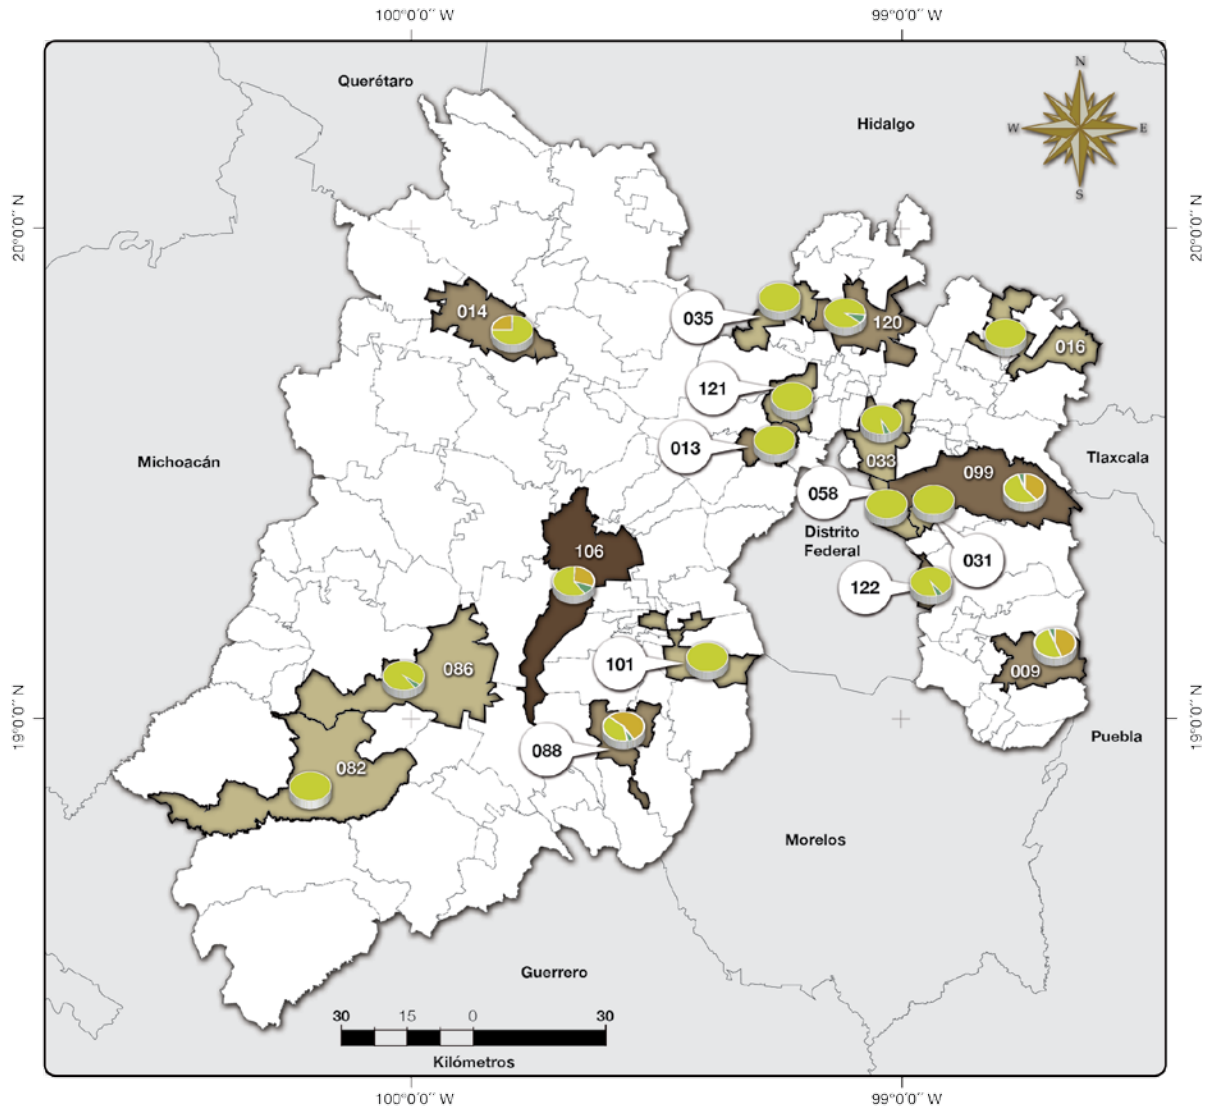 100°0'0'' W
99°0'0'' W
Querétaro
Hidalgo
N
W
E
S
20°0'0'' N
20°0'0'' N
014
035
120
016
121
013
033
Michoacán
Tlaxcala
099
058
Distrito
Federal
106
031
122
101
086
009
19°0'0'' N
19°0'0'' N
088
Puebla
082
Morelos
Guerrero
30
15
0
30
Kilómetros
100°0'0'' W
99°0'0'' W